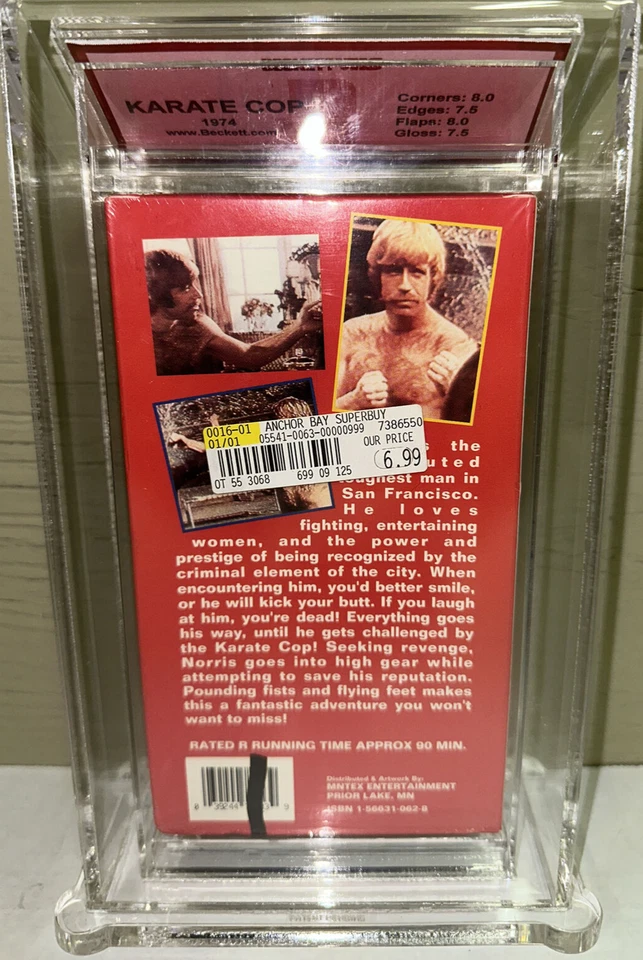 KARATE COP
1974
www.Beckett.com
Corners: 8.0
Edges: 7.5
Flaps: 8.0
Gloss: 7.5
0016-01 ANCHOR BAY SUPERBUY
01/01 05541-0063-00000999 7386550
OUR PRICE
6.99
OT 55 3068 699 09 125
the
toughest man in
San Francisco.
He loves
fighting, entertaining
women, and the power and
prestige of being recognized by the
criminal element of the city. When
encountering him, you'd better smile,
or he will kick your butt. If you laugh
at him, you're dead! Everything goes
his way, until he gets challenged by
the Karate Cop! Seeking revenge,
Norris goes into high gear while
attempting to save his reputation.
Pounding fists and flying feet makes
this a fantastic adventure you won't
want to miss!
RATED R RUNNING TIME APPROX 90 MIN.
Distributed & Artwork By:
MNTEX ENTERTAINMENT
PRIOR LAKE, MN
ISBN 1-56631-062-8
39244
9
PATENT PENDING